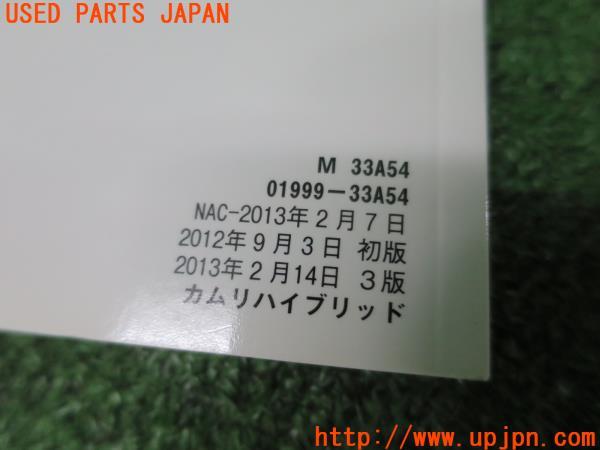 USED PARTS JAPAN
M 33A54
01999-33A54
NAC-2013年2月7日
2012年9月3日 初版
2013年2月14日 3版
カムリハイブリッド
http://www.upjpn.com